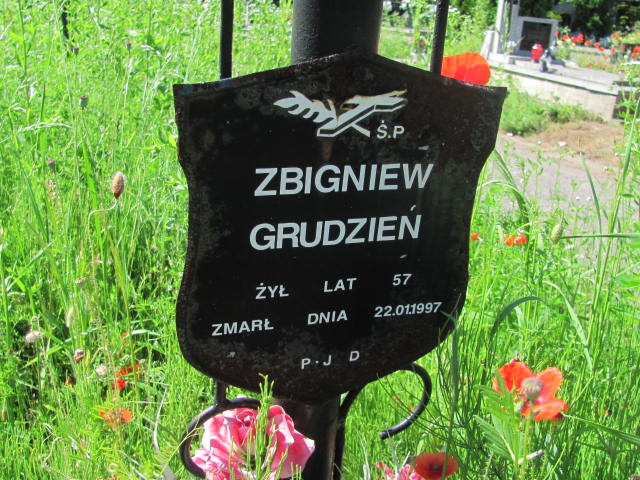 Ś.P
ZBIGNIEW
GRUDZIEŃ
ŻYŁ LAT 57
ZMARŁ DNIA 22.01.1997
P·J D